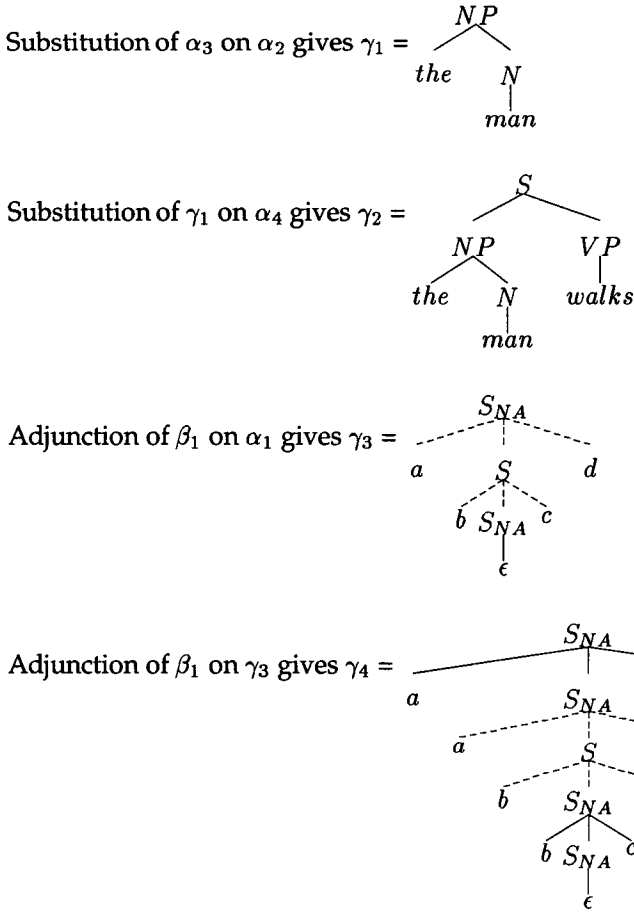 NP
Substitution of α₃ on α₂ gives γ₁ =
the N
man
S
Substitution of γ₁ on α₄ gives γ₂ =
NP VP
the N walks
man
S_NA
Adjunction of β₁ on α₁ gives γ₃ =
a d
S
b S_NA c
ϵ
S_NA
Adjunction of β₁ on γ₃ gives γ₄ =
a
S_NA
a
S
b
S_NA
b S_NA c
ϵ